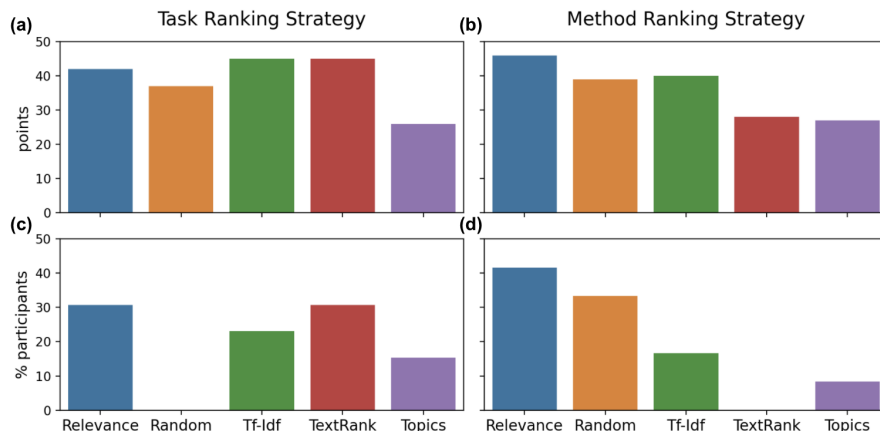 Task Ranking Strategy
Method Ranking Strategy
(a)
(b)
points
50
40
30
20
10
0
50
40
30
20
10
0
(c)
(d)
% participants
50
40
30
20
10
0
50
40
30
20
10
0
Relevance Random Tf-Idf TextRank Topics
Relevance Random Tf-Idf TextRank Topics